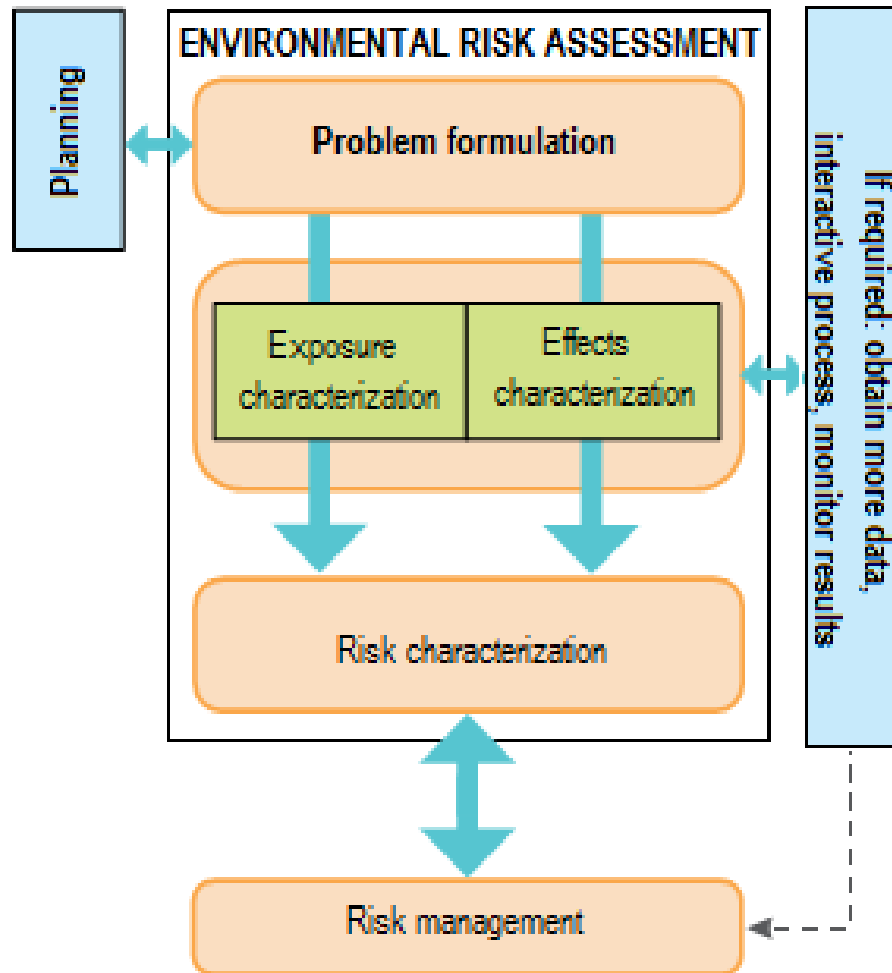 ENVIRONMENTAL RISK ASSESSMENT
Planning
Problem formulation
Exposure
characterization
Effects
characterization
If required: obtain more data,
interactive process, monitor results
Risk characterization
Risk management